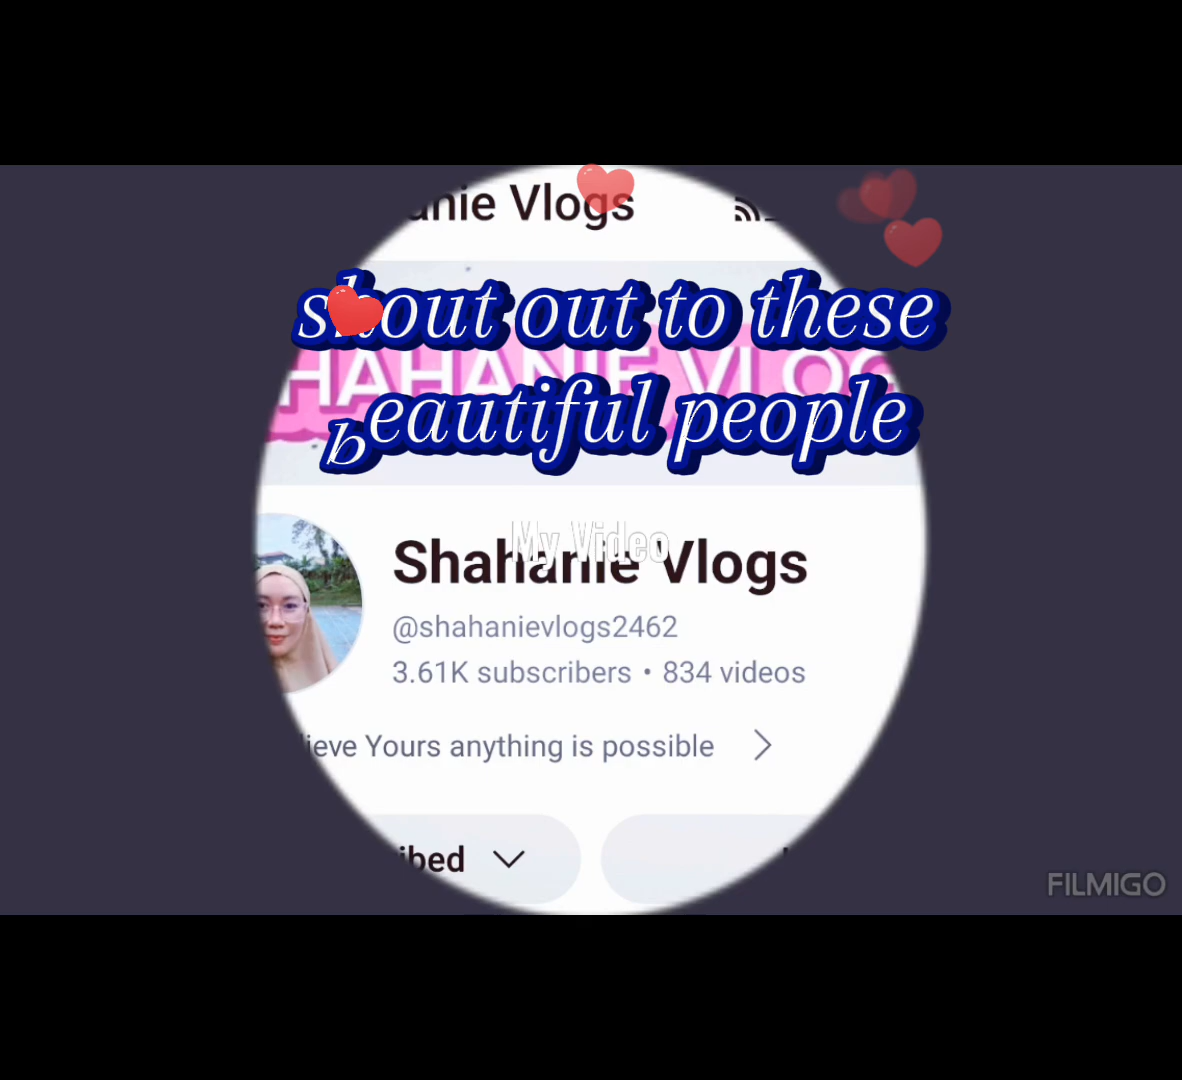 anie Vlogs
shout out to these
HAHANIE VLOG
beautiful people
My Video
Shahanie Vlogs
@shahanievlogs2462
3.61K subscribers • 834 videos
ieve Yours anything is possible
ibed
FILMIGO